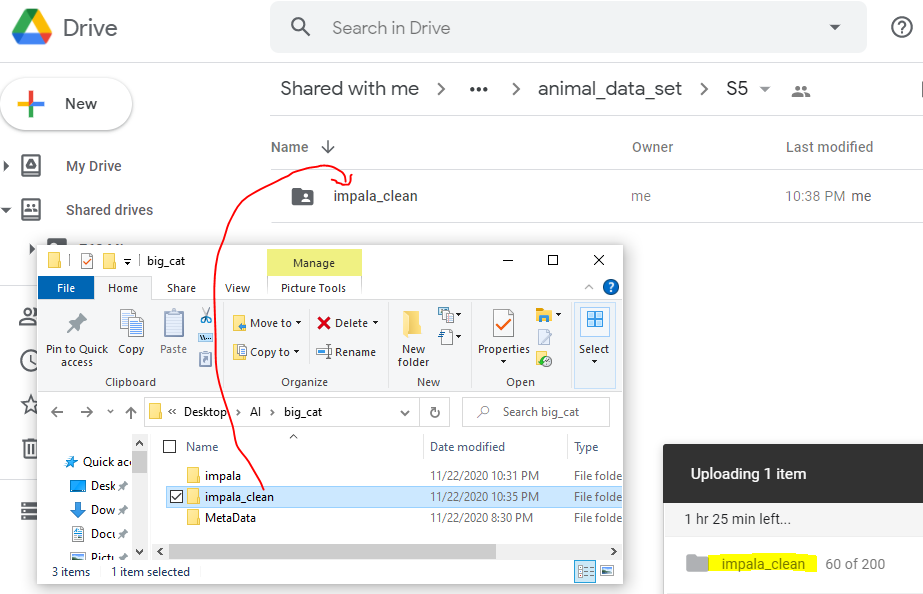 Drive
Search in Drive
Shared with me > ••• > animal_data_set > S5
New
Name Owner Last modified
My Drive
impala_clean me 10:38 PM me
Shared drives
big_cat
Manage
File Home Share View Picture Tools
Pin to Quick access
Copy
Paste
Move to
Copy to
Delete
Rename
New folder
Properties
Select
Clipboard Organize New Open
« Desktop > AI > big_cat
Search big_cat
Name Date modified Type
Quick acc
impala 11/22/2020 10:31 PM File folde
Desk
impala_clean 11/22/2020 10:35 PM File folde
Dow
MetaData 11/22/2020 8:30 PM File folde
Docu
Pictu
3 items 1 item selected
Uploading 1 item
1 hr 25 min left...
impala_clean 60 of 200